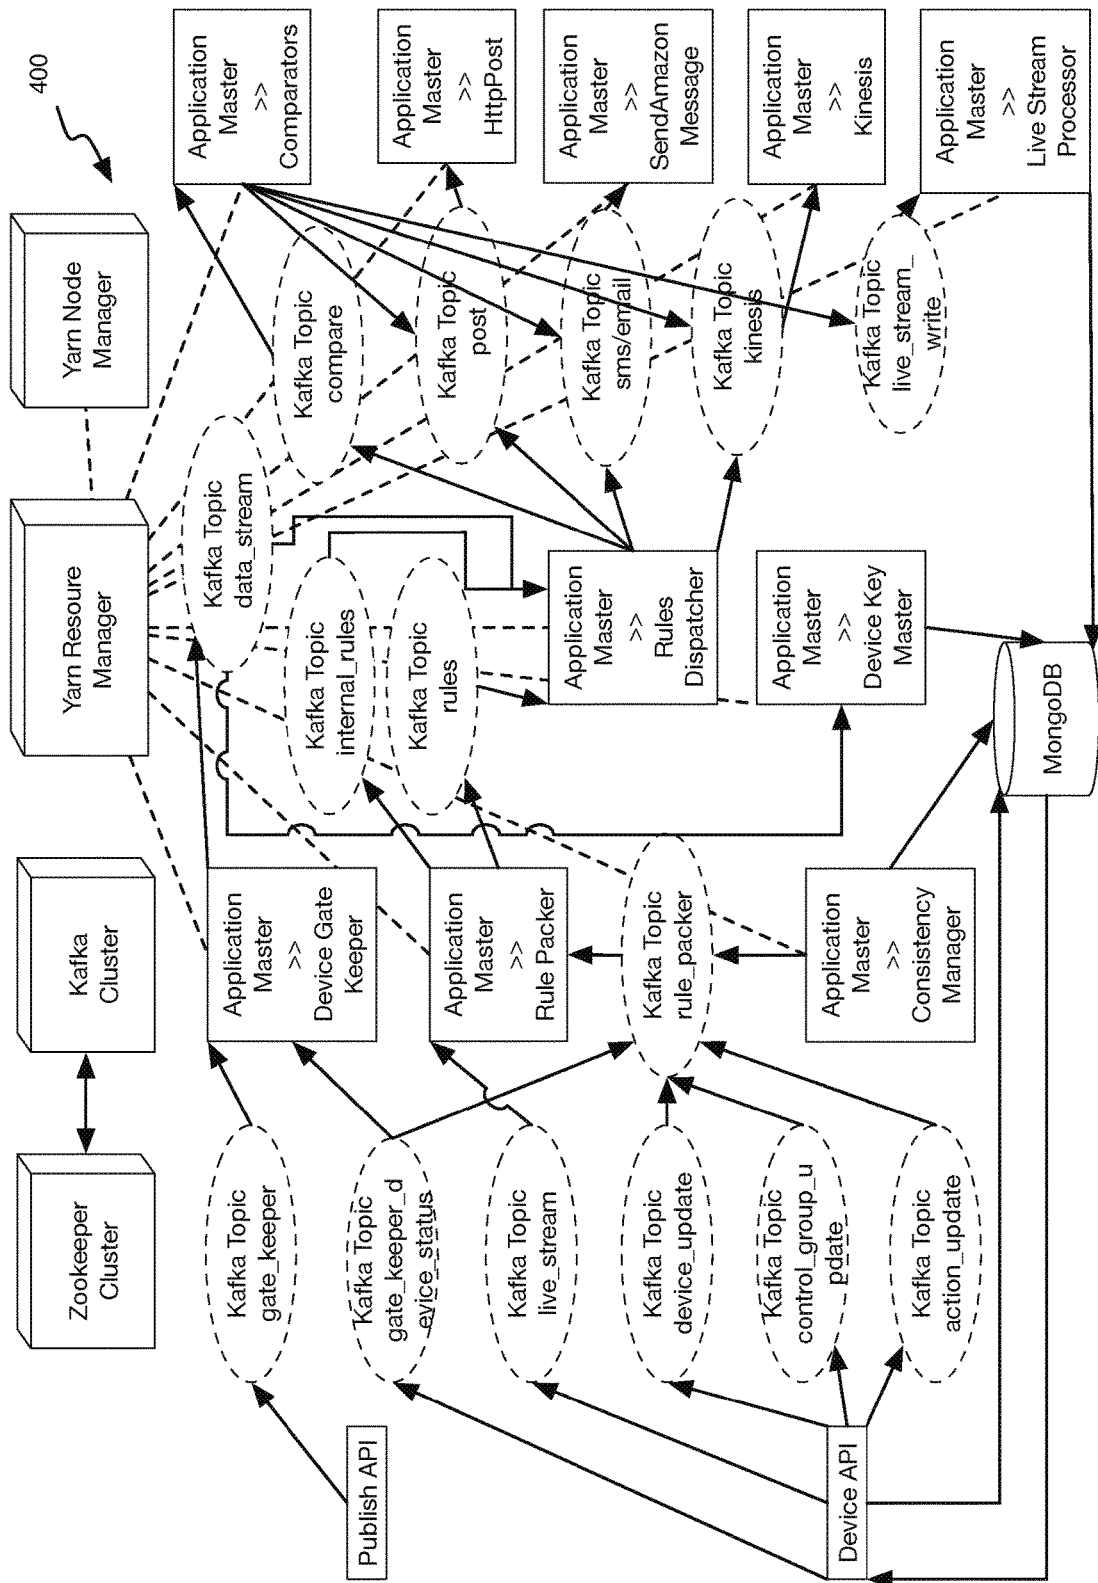 400
Zookeeper
Cluster
Kafka
Cluster
Yarn Resoure
Manager
Yarn Node
Manager
Publish API
Device API
Kafka Topic
gate_keeper
Kafka Topic
gate_keeper_d
evice_status
Kafka Topic
live_stream
Kafka Topic
device_update
Kafka Topic
control_group_u
pdate
Kafka Topic
action_update
Application
Master
>>
Device Gate
Keeper
Application
Master
>>
Rule Packer
Kafka Topic
rule_packer
Application
Master
>>
Consistency
Manager
Kafka Topic
data_stream
Kafka Topic
internal_rules
Kafka Topic
rules
Application
Master
>>
Rules
Dispatcher
Application
Master
>>
Device Key
Master
MongoDB
Kafka Topic
compare
Kafka Topic
post
Kafka Topic
sms/email
Kafka Topic
kinesis
Kafka Topic
live_stream_
write
Application
Master
>>
Comparators
Application
Master
>>
HttpPost
Application
Master
>>
SendAmazon
Message
Application
Master
>>
Kinesis
Application
Master
>>
Live Stream
Processor